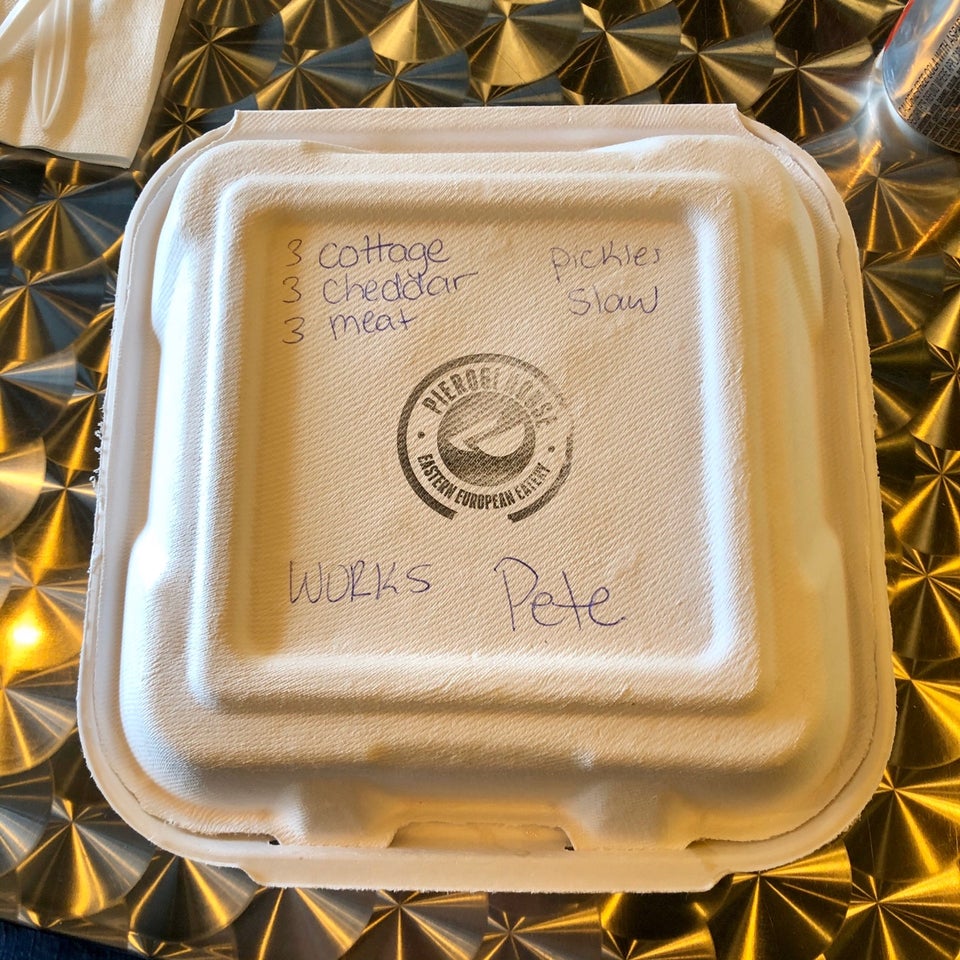 3 cottage
3 cheddar
3 meat
pickles
slaw
PIEROGI HOUSE
EASTERN EUROPEAN EATERY
WORKS
Pete